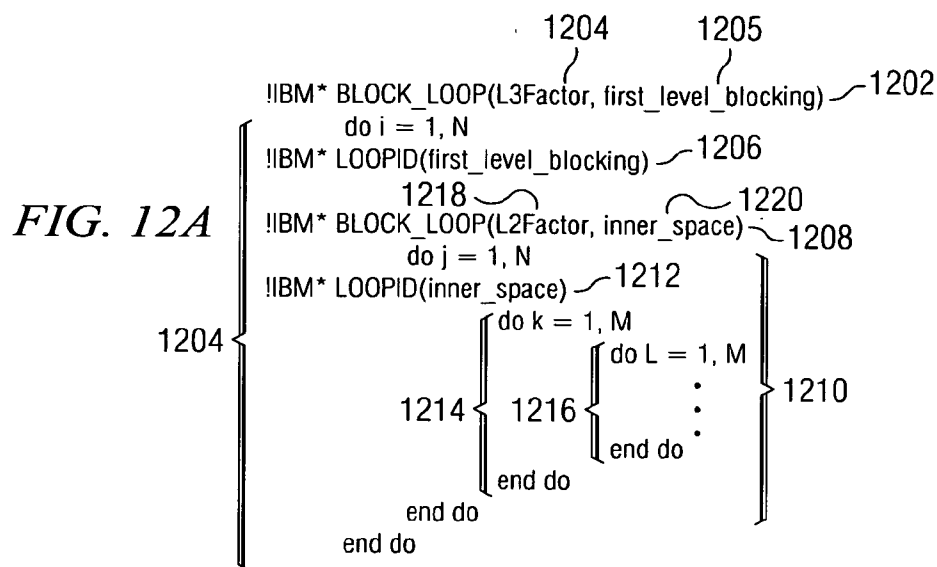 1204 1205
!IBM* BLOCK_LOOP(L3Factor, first_level_blocking) 1202
do i = 1, N
!IBM* LOOPID(first_level_blocking) 1206
1218 1220
FIG. 12A
!IBM* BLOCK_LOOP(L2Factor, inner_space) 1208
do j = 1, N
!IBM* LOOPID(inner_space) 1212
do k = 1, M
1204
do L = 1, M
1214 1216 1210
end do
end do
end do
end do